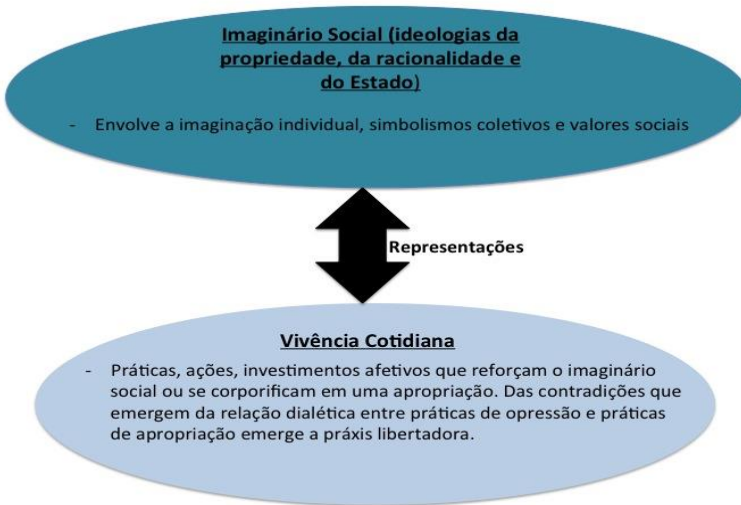 Imaginário Social (ideologias da
propriedade, da racionalidade e
do Estado)
- Envolve a imaginação individual, simbolismos coletivos e valores sociais
Representações
Vivência Cotidiana
- Práticas, ações, investimentos afetivos que reforçam o imaginário
social ou se corporificam em uma apropriação. Das contradições que
emergem da relação dialética entre práticas de opressão e práticas
de apropriação emerge a práxis libertadora.